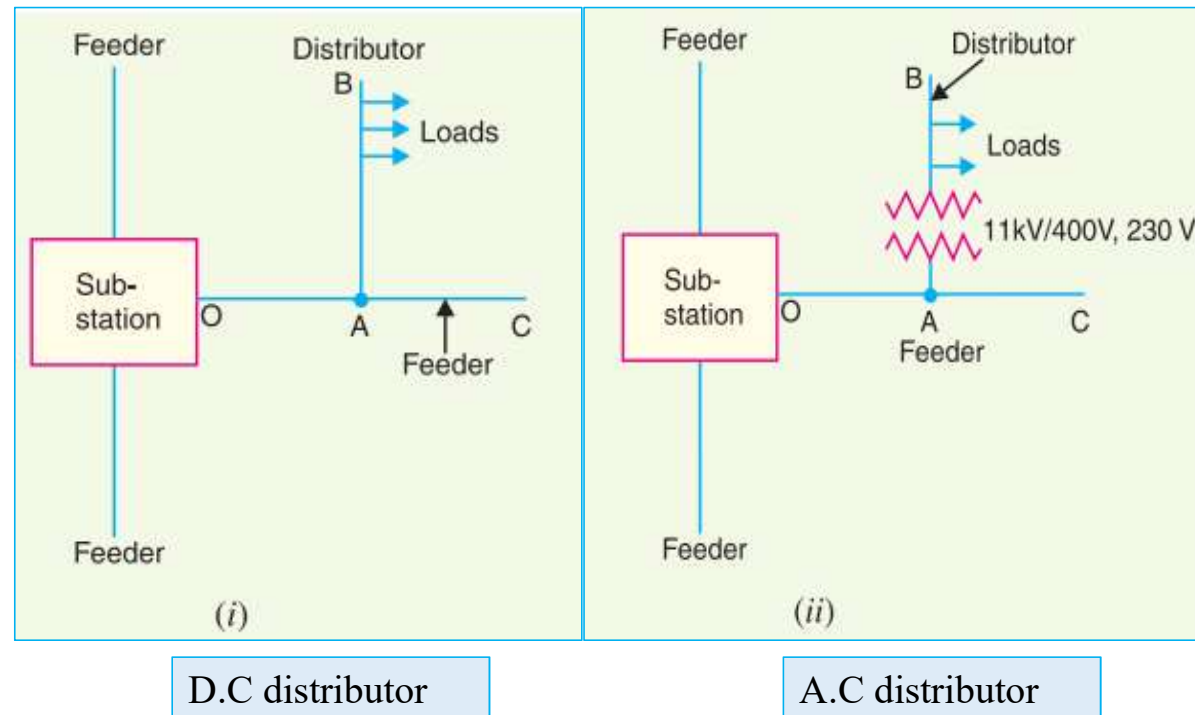 Feeder
Distributor
B
Loads
Sub-
station
O
A
C
Feeder
Feeder
(i)
Feeder
Distributor
B
Loads
11kV/400V, 230 V
Sub-
station
O
A
C
Feeder
Feeder
(ii)
D.C distributor
A.C distributor